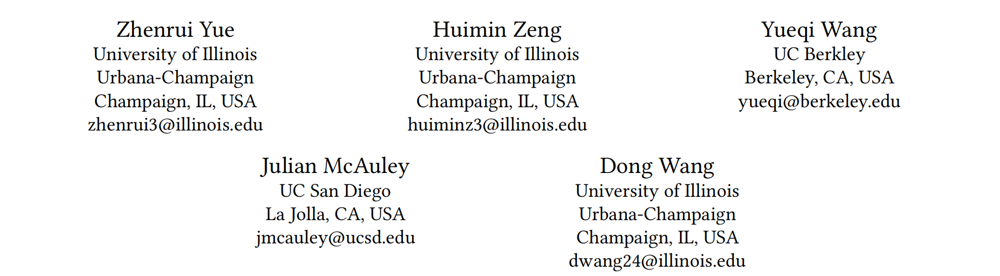 Zhenrui Yue
University of Illinois
Urbana-Champaign
Champaign, IL, USA
zhenrui3@illinois.edu
Huimin Zeng
University of Illinois
Urbana-Champaign
Champaign, IL, USA
huiminz3@illinois.edu
Yueqi Wang
UC Berkley
Berkeley, CA, USA
yueqi@berkeley.edu
Julian McAuley
UC San Diego
La Jolla, CA, USA
jmcauley@ucsd.edu
Dong Wang
University of Illinois
Urbana-Champaign
Champaign, IL, USA
dwang24@illinois.edu